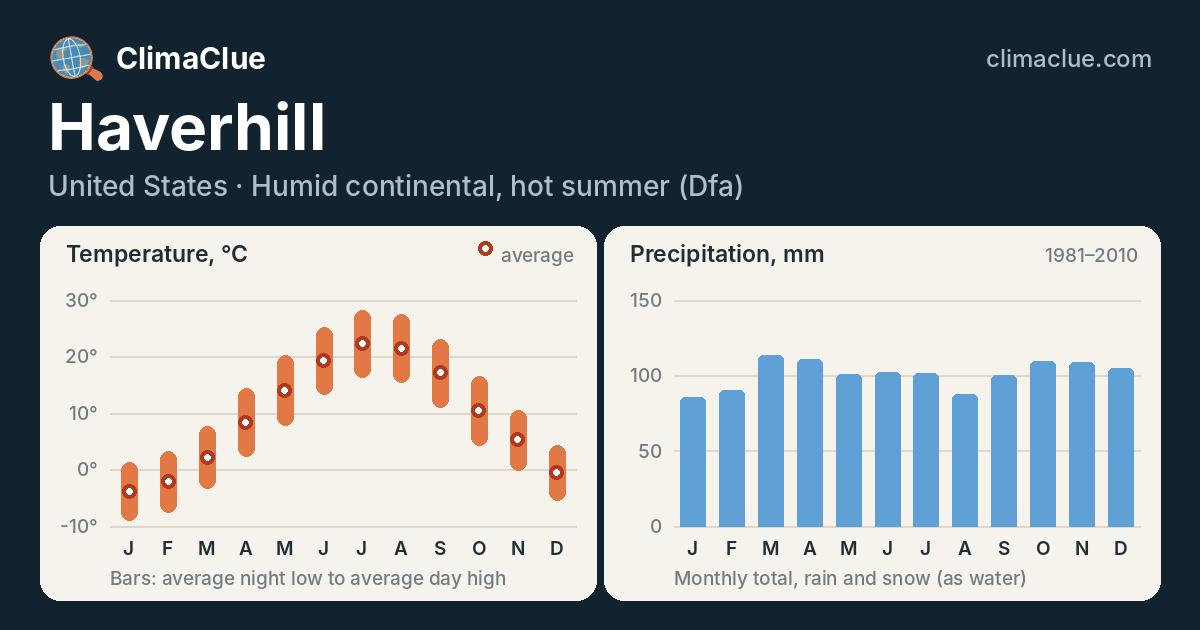 ClimaClue
climaclue.com
Haverhill
United States · Humid continental, hot summer (Dfa)
Temperature, °C
average
30°
20°
10°
0°
-10°
J F M A M J J A S O N D
Bars: average night low to average day high
Precipitation, mm
1981–2010
150
100
50
0
J F M A M J J A S O N D
Monthly total, rain and snow (as water)